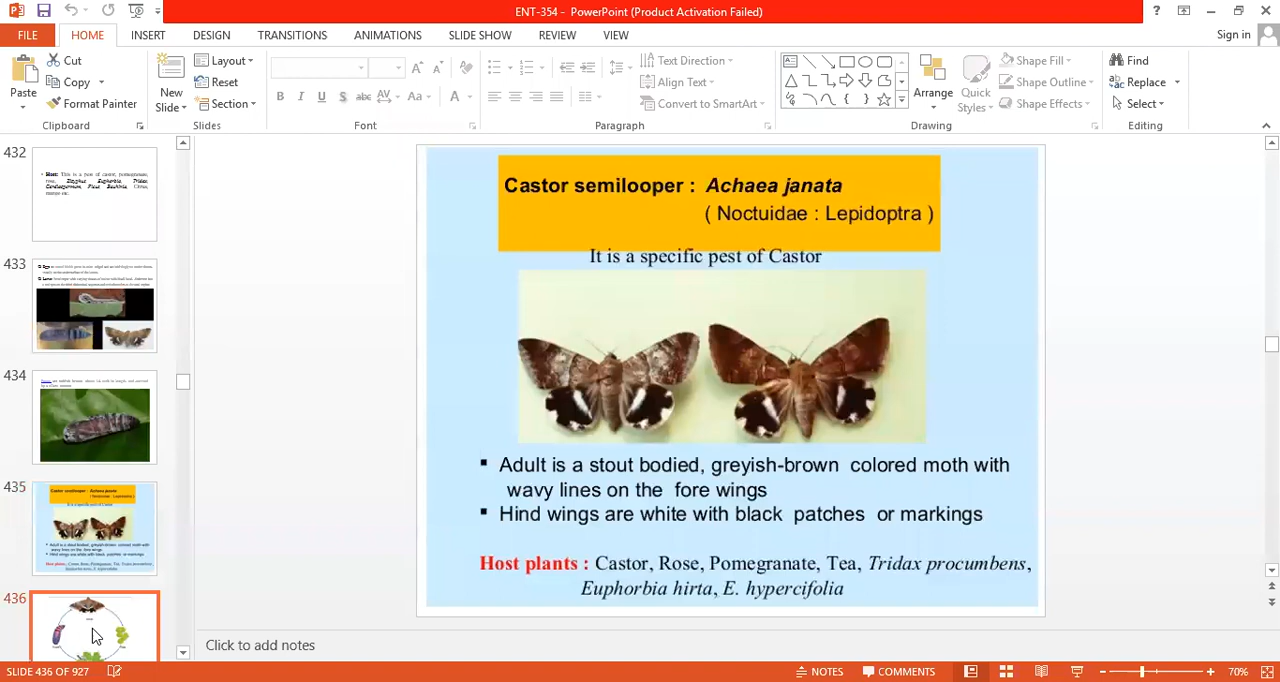 ENT-354 - PowerPoint (Product Activation Failed)
FILE HOME INSERT DESIGN TRANSITIONS ANIMATIONS SLIDE SHOW REVIEW VIEW Sign in
Paste
Cut
Copy
Format Painter
Clipboard
New
Slide
Layout
Reset
Section
Slides
B I U S abc AV Aa A
Font
Text Direction
Align Text
Convert to SmartArt
Paragraph
Arrange
Quick
Styles
Shape Fill
Shape Outline
Shape Effects
Drawing
Find
Replace
Select
Editing
432
433
434
435
436
Castor semilooper : Achaea janata
( Noctuidae : Lepidoptra )
It is a specific pest of Castor
▪ Adult is a stout bodied, greyish-brown colored moth with
wavy lines on the fore wings
▪ Hind wings are white with black patches or markings
Host plants : Castor, Rose, Pomegranate, Tea, Tridax procumbens,
Euphorbia hirta, E. hypercifolia
Click to add notes
SLIDE 436 OF 927 NOTES COMMENTS 70%